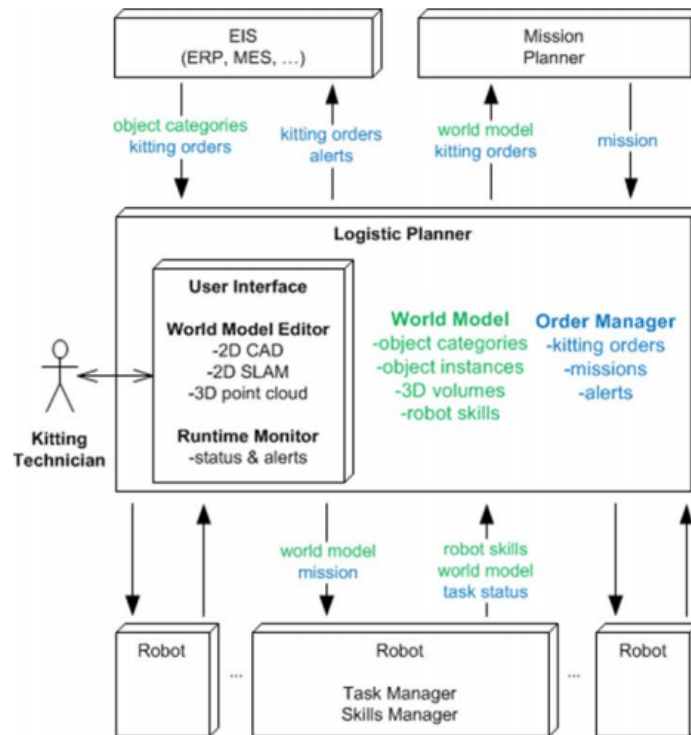 EIS
(ERP, MES, ...)
Mission
Planner
object categories
kitting orders
kitting orders
alerts
world model
kitting orders
mission
Logistic Planner
User Interface
World Model Editor
-2D CAD
-2D SLAM
-3D point cloud
Runtime Monitor
-status & alerts
World Model
-object categories
-object instances
-3D volumes
-robot skills
Order Manager
-kitting orders
-missions
-alerts
Kitting
Technician
world model
mission
robot skills
world model
task status
Robot
...
Robot
Task Manager
Skills Manager
...
Robot